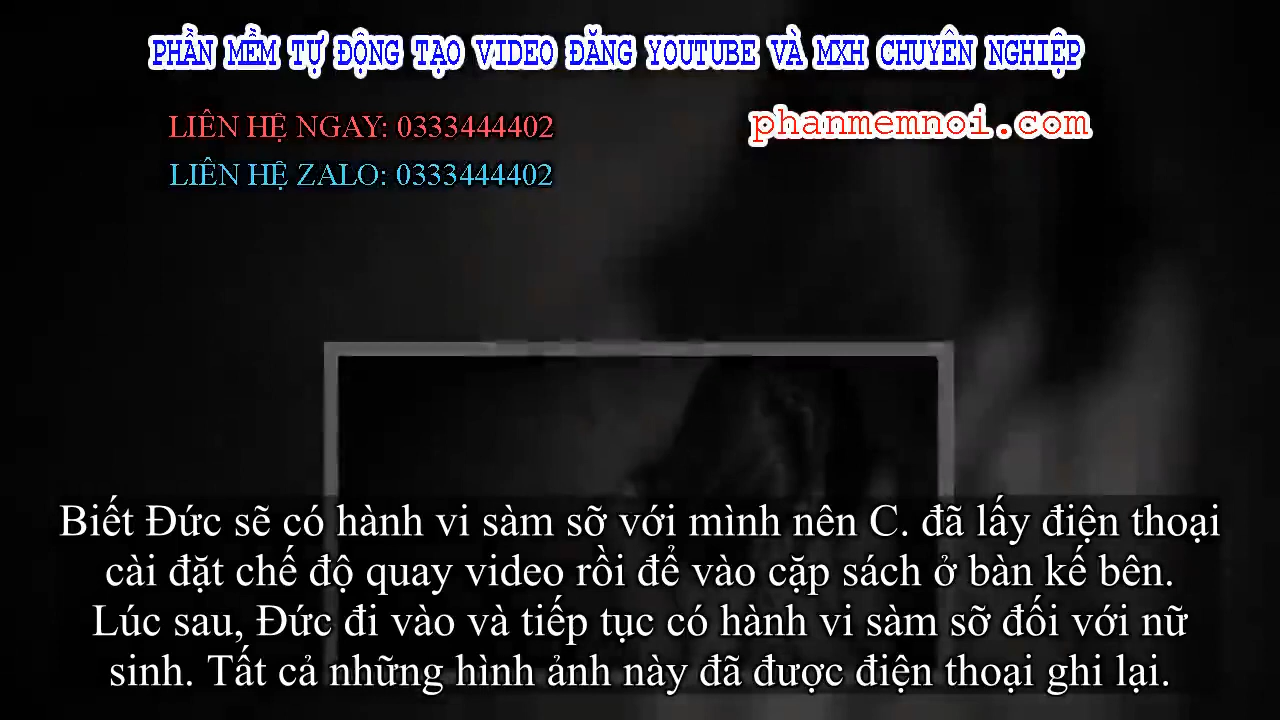 PHẦN MỀM TỰ ĐỘNG TẠO VIDEO ĐĂNG YOUTUBE VÀ MXH CHUYÊN NGHIỆP
LIÊN HỆ NGAY: 0333444402
phanmemnoi.com
LIÊN HỆ ZALO: 0333444402
Biết Đức sẽ có hành vi sàm sỡ với mình nên C. đã lấy điện thoại
cài đặt chế độ quay video rồi để vào cặp sách ở bàn kế bên.
Lúc sau, Đức đi vào và tiếp tục có hành vi sàm sỡ đối với nữ
sinh. Tất cả những hình ảnh này đã được điện thoại ghi lại.